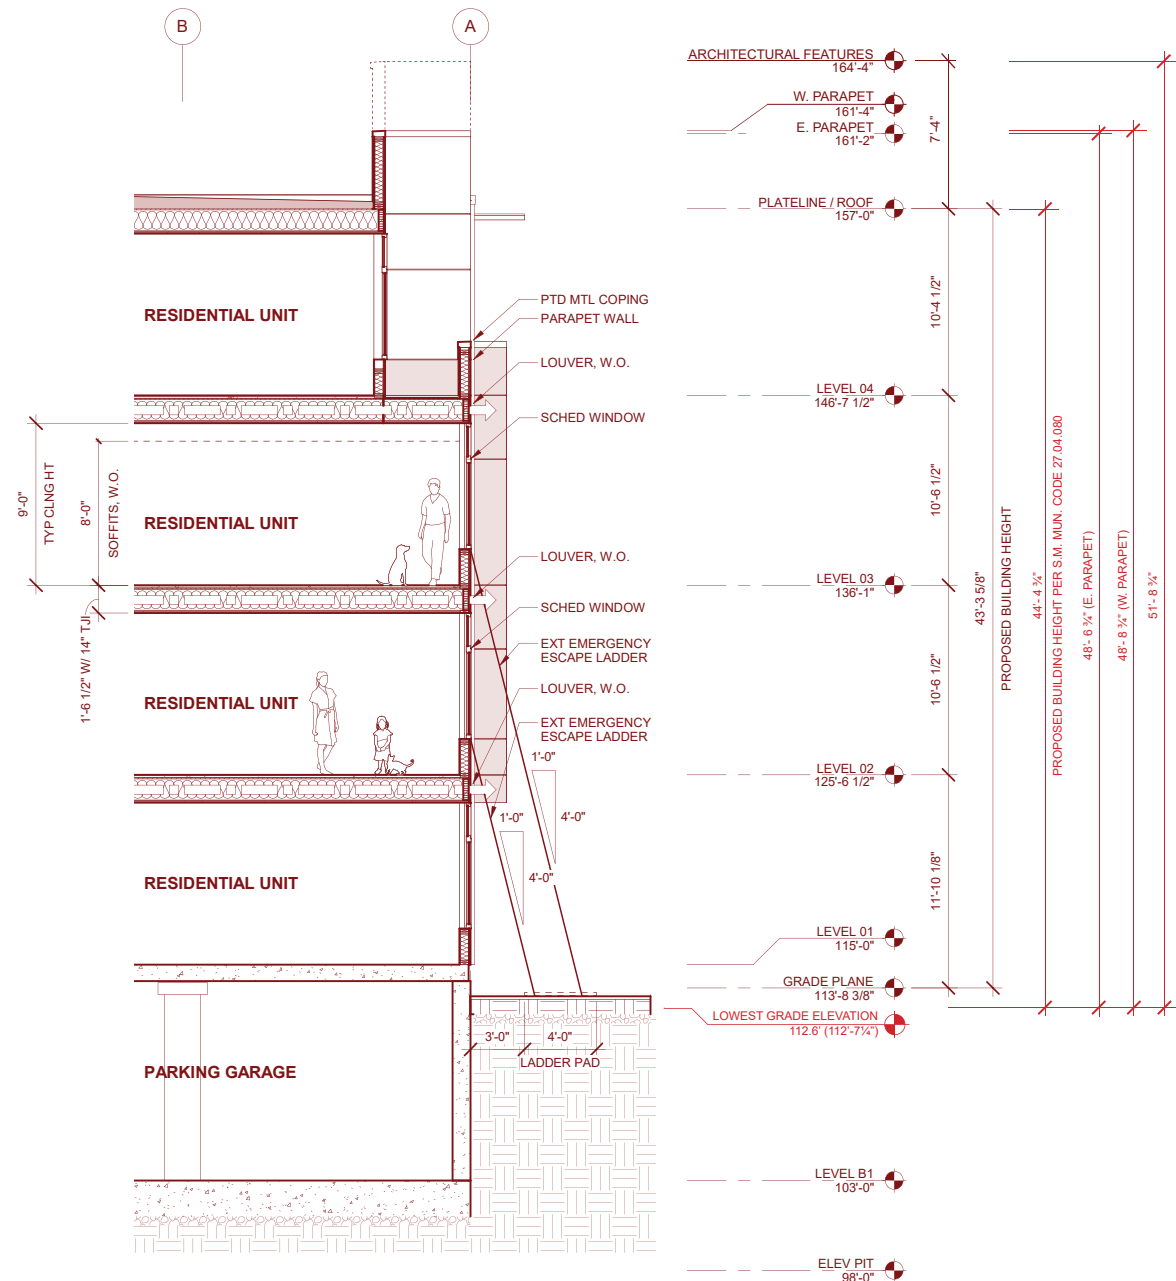 B
A
ARCHITECTURAL FEATURES
164'-4"
W. PARAPET
161'-4"
E. PARAPET
161'-2"
7'-4"
PLATELINE / ROOF
157'-0"
10'-4 1/2"
RESIDENTIAL UNIT
PTD MTL COPING
PARAPET WALL
LOUVER, W.O.
LEVEL 04
146'-7 1/2"
SCHED WINDOW
9'-0"
TYP CLNG HT
8'-0"
SOFFITS, W.O.
RESIDENTIAL UNIT
10'-6 1/2"
LOUVER, W.O.
LEVEL 03
136'-1"
SCHED WINDOW
1'-6 1/2" W/ 14" TJI
EXT EMERGENCY
ESCAPE LADDER
RESIDENTIAL UNIT
LOUVER, W.O.
EXT EMERGENCY
ESCAPE LADDER
10'-6 1/2"
43'-3 5/8"
PROPOSED BUILDING HEIGHT
44'- 4 ¾"
PROPOSED BUILDING HEIGHT PER S.M. MUN. CODE 27.04.080
48'- 6 ¾" (E. PARAPET)
48'- 8 ¾" (W. PARAPET)
51'- 8 ¾"
1'-0"
4'-0"
LEVEL 02
125'-6 1/2"
1'-0"
4'-0"
RESIDENTIAL UNIT
11'-10 1/8"
LEVEL 01
115'-0"
GRADE PLANE
113'-8 3/8"
LOWEST GRADE ELEVATION
112.6' (112'-7¼")
3'-0"
4'-0"
LADDER PAD
PARKING GARAGE
LEVEL B1
103'-0"
ELEV PIT
98'-0"